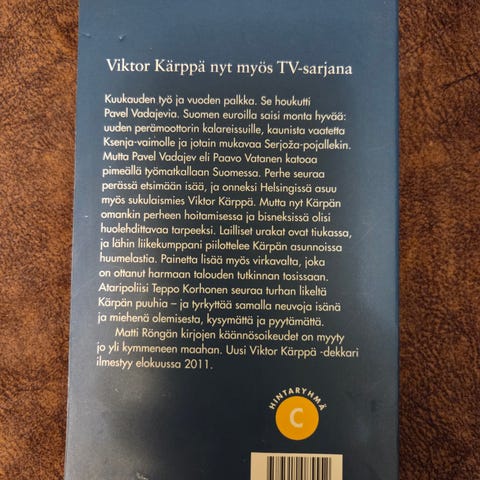 Viktor Kärppä nyt myös TV-sarjana
Kuukauden työ ja vuoden palkka. Se houkutti
Pavel Vadajevia. Suomen euroilla saisi monta hyvää:
uuden perämoottorin kalareissuille, kaunista vaatetta
Ksenja-vaimolle ja jotain mukavaa Serjoža-pojallekin.
Mutta Pavel Vadajev eli Paavo Vatanen katoaa
pimeällä työmatkallaan Suomessa. Perhe seuraa
perässä etsimään isää, ja onneksi Helsingissä asuu
myös sukulaismies Viktor Kärppä. Mutta nyt Kärpän
omankin perheen hoitamisessa ja bisneksissä olisi
huolehdittavaa tarpeeksi. Lailliset urakat ovat tiukassa,
ja lähin liikekumppani piilottelee Kärpän asunnoissa
huumelastia. Painetta lisää myös virkavalta, joka
on ottanut harmaan talouden tutkinnan tosissaan.
Ataripoliisi Teppo Korhonen seuraa turhan likeltä
Kärpän puuhia – ja tyrkyttää samalla neuvoja isänä
ja miehenä olemisesta, kysymättä ja pyytämättä.
Matti Röngän kirjojen käännösoikeudet on myyty
jo yli kymmeneen maahan. Uusi Viktor Kärppä -dekkari
ilmestyy elokuussa 2011.
HINTARYHMÄ
C